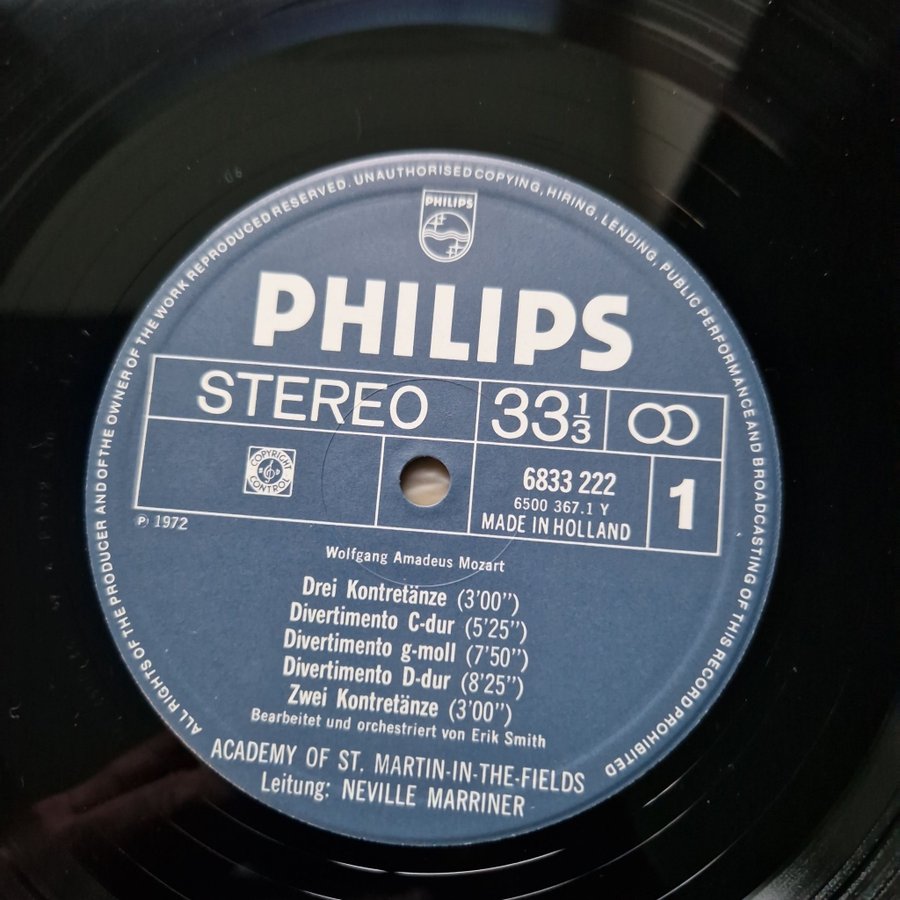 ALL RIGHTS OF THE PRODUCER AND OF THE OWNER OF THE WORK REPRODUCED RESERVED. UNAUTHORISED COPYING, HIRING, LENDING, PUBLIC PERFORMANCE AND BROADCASTING OF THIS RECORD PROHIBITED
PHILIPS
PHILIPS
STEREO 33 1/3
COPYRIGHT CONTROL
6833 222
6500 367.1 Y
MADE IN HOLLAND
1
℗ 1972
Wolfgang Amadeus Mozart
Drei Kontretänze (3'00'')
Divertimento C-dur (5'25'')
Divertimento g-moll (7'50'')
Divertimento D-dur (8'25'')
Zwei Kontretänze (3'00'')
Bearbeitet und orchestriert von Erik Smith
ACADEMY OF ST. MARTIN-IN-THE-FIELDS
Leitung: NEVILLE MARRINER